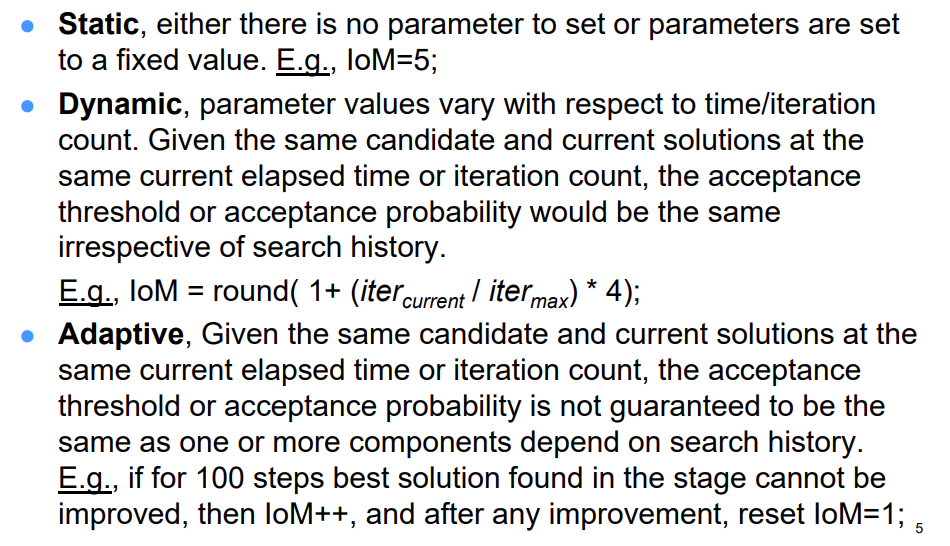 ● Static, either there is no parameter to set or parameters are set
to a fixed value. E.g., IoM=5;
● Dynamic, parameter values vary with respect to time/iteration
count. Given the same candidate and current solutions at the
same current elapsed time or iteration count, the acceptance
threshold or acceptance probability would be the same
irrespective of search history.
E.g., IoM = round( 1+ (iter_current / iter_max) * 4);
● Adaptive, Given the same candidate and current solutions at the
same current elapsed time or iteration count, the acceptance
threshold or acceptance probability is not guaranteed to be the
same as one or more components depend on search history.
E.g., if for 100 steps best solution found in the stage cannot be
improved, then IoM++, and after any improvement, reset IoM=1;
5